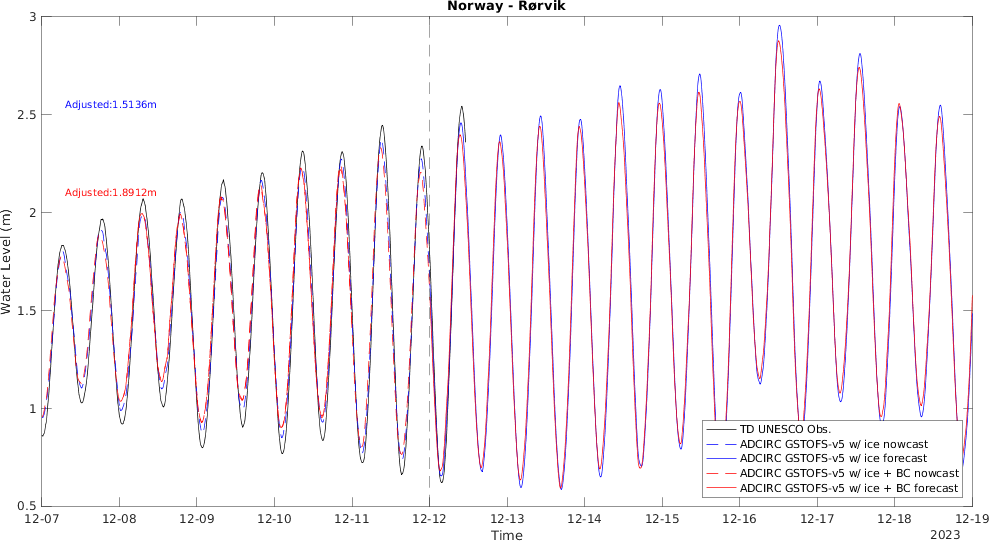 Norway - Rørvik
3
2.5
2
1.5
1
0.5
Water Level (m)
Adjusted:1.5136m
Adjusted:1.8912m
TD UNESCO Obs.
ADCIRC GSTOFS-v5 w/ ice nowcast
ADCIRC GSTOFS-v5 w/ ice forecast
ADCIRC GSTOFS-v5 w/ ice + BC nowcast
ADCIRC GSTOFS-v5 w/ ice + BC forecast
12-07 12-08 12-09 12-10 12-11 12-12 12-13 12-14 12-15 12-16 12-17 12-18 12-19
Time
2023